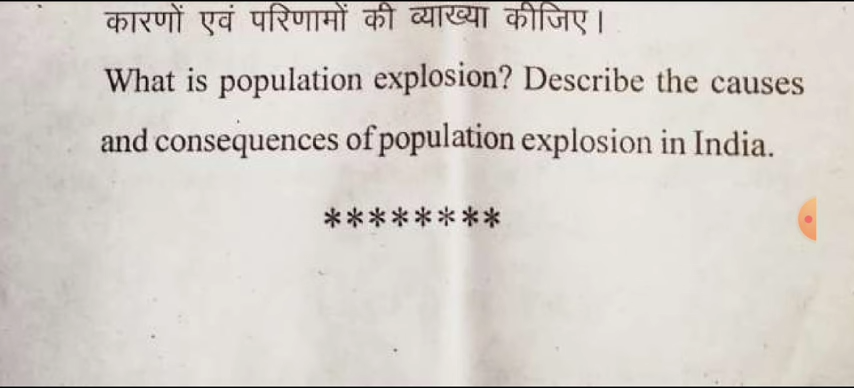 कारणों एवं परिणामों की व्याख्या कीजिए।
What is population explosion? Describe the causes
and consequences of population explosion in India.
********